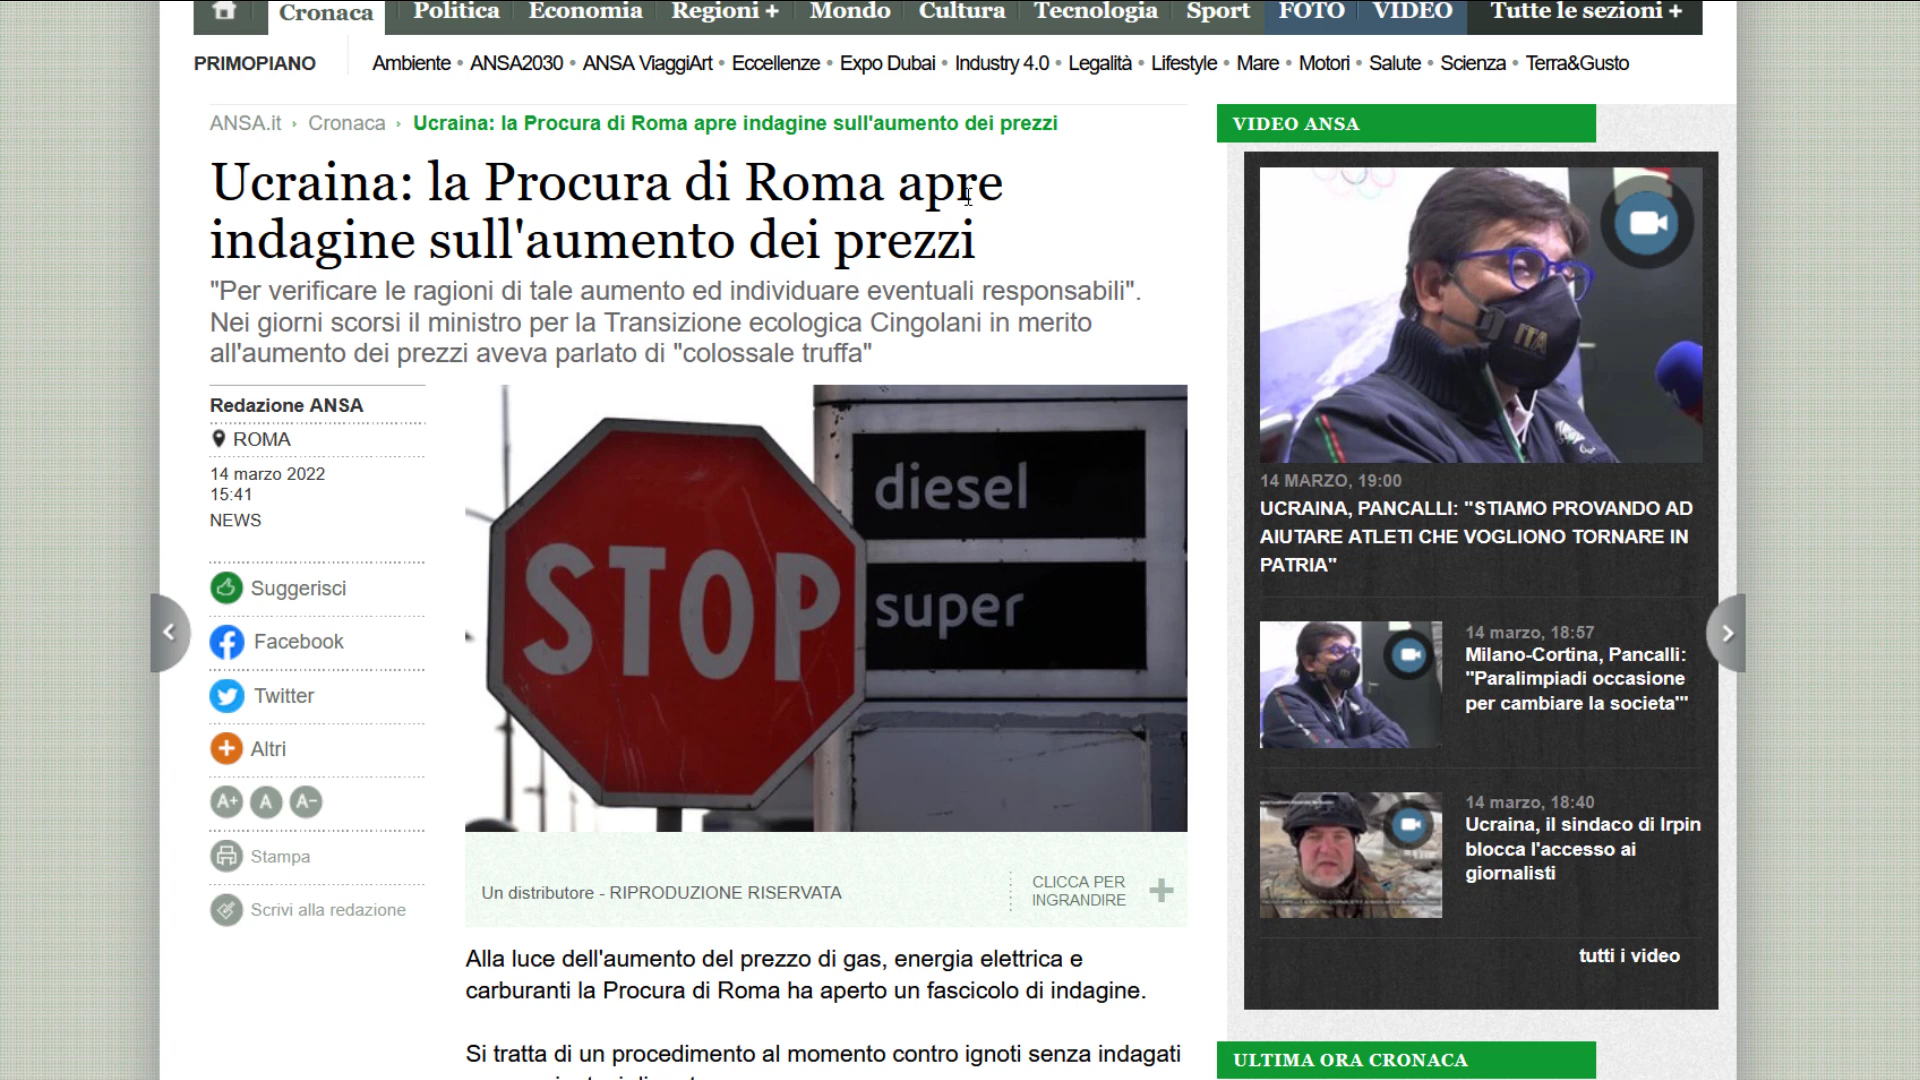 Cronaca Politica Economia Regioni + Mondo Cultura Tecnologia Sport FOTO VIDEO Tutte le sezioni +
PRIMOPIANO Ambiente • ANSA2030 • ANSA ViaggiArt • Eccellenze • Expo Dubai • Industry 4.0 • Legalità • Lifestyle • Mare • Motori • Salute • Scienza • Terra&Gusto
ANSA.it › Cronaca › Ucraina: la Procura di Roma apre indagine sull'aumento dei prezzi
Ucraina: la Procura di Roma apre
indagine sull'aumento dei prezzi
"Per verificare le ragioni di tale aumento ed individuare eventuali responsabili".
Nei giorni scorsi il ministro per la Transizione ecologica Cingolani in merito
all'aumento dei prezzi aveva parlato di "colossale truffa"
Redazione ANSA
ROMA
14 marzo 2022
15:41
NEWS
Suggerisci
Facebook
Twitter
Altri
A+ A A-
Stampa
Scrivi alla redazione
STOP
diesel
super
Un distributore - RIPRODUZIONE RISERVATA
CLICCA PER
INGRANDIRE
Alla luce dell'aumento del prezzo di gas, energia elettrica e
carburanti la Procura di Roma ha aperto un fascicolo di indagine.
Si tratta di un procedimento al momento contro ignoti senza indagati
VIDEO ANSA
ITA
14 MARZO, 19:00
UCRAINA, PANCALLI: "STIAMO PROVANDO AD
AIUTARE ATLETI CHE VOGLIONO TORNARE IN
PATRIA"
14 marzo, 18:57
Milano-Cortina, Pancalli:
"Paralimpiadi occasione
per cambiare la societa'"
14 marzo, 18:40
Ucraina, il sindaco di Irpin
blocca l'accesso ai
giornalisti
tutti i video
ULTIMA ORA CRONACA